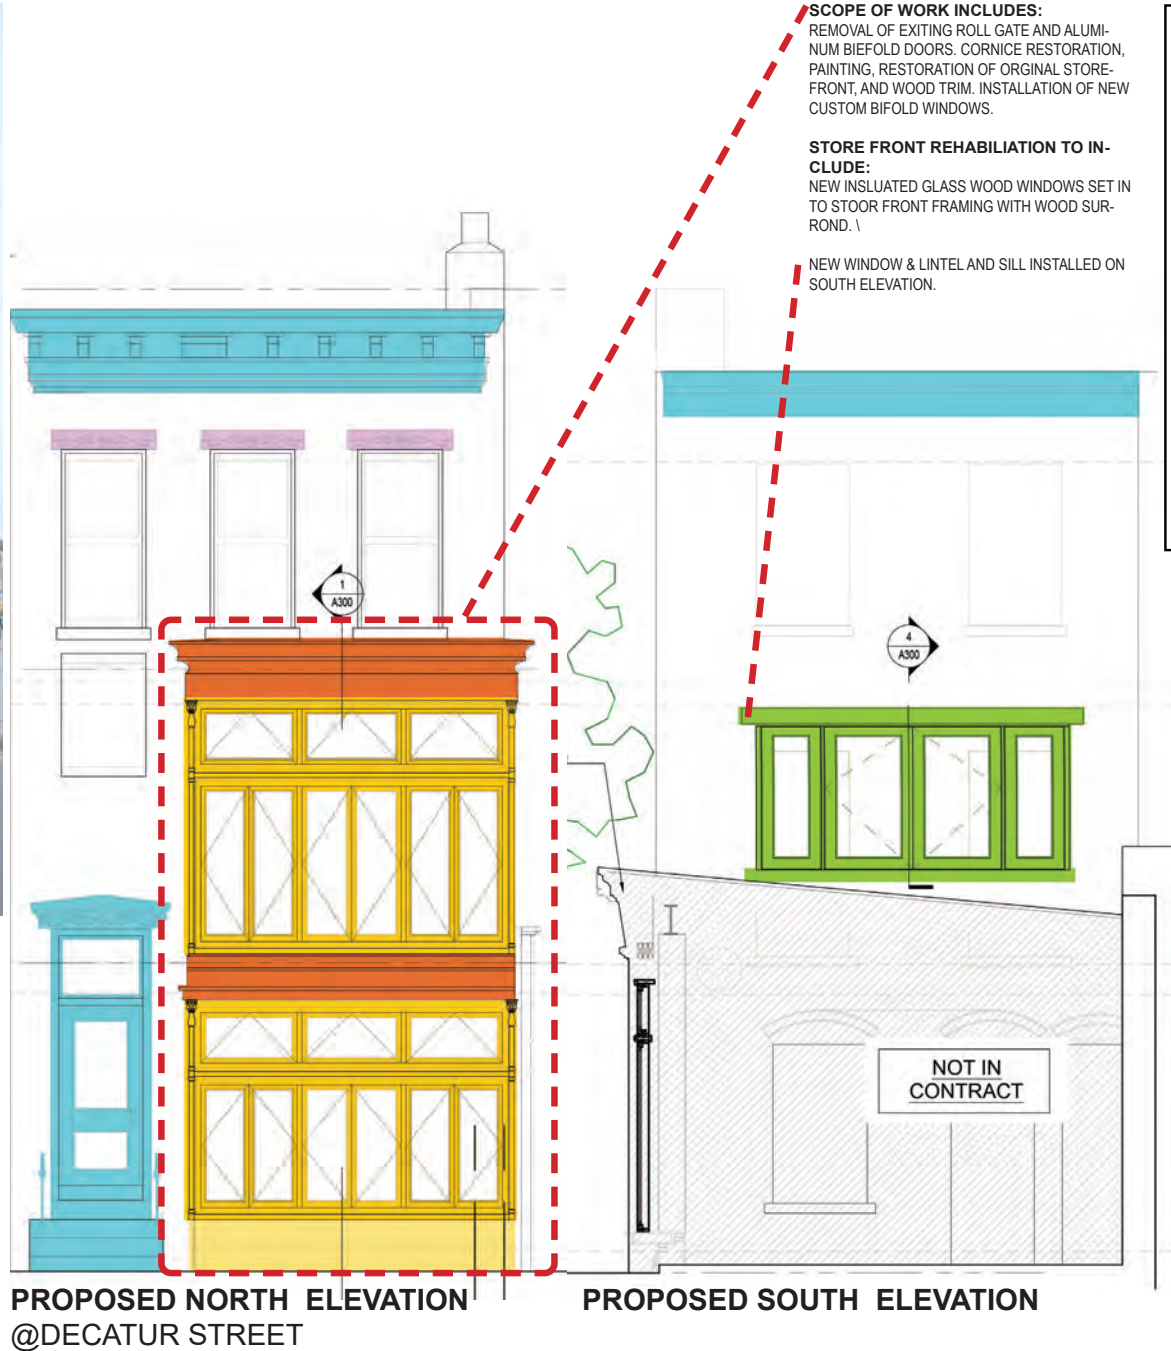 SCOPE OF WORK INCLUDES:
REMOVAL OF EXITING ROLL GATE AND ALUMI-
NUM BIEFOLD DOORS. CORNICE RESTORATION,
PAINTING, RESTORATION OF ORGINAL STORE-
FRONT, AND WOOD TRIM. INSTALLATION OF NEW
CUSTOM BIFOLD WINDOWS.
STORE FRONT REHABILIATION TO IN-
CLUDE:
NEW INSLUATED GLASS WOOD WINDOWS SET IN
TO STOOR FRONT FRAMING WITH WOOD SUR-
ROND. \
NEW WINDOW & LINTEL AND SILL INSTALLED ON
SOUTH ELEVATION.
1
A300
4
A300
NOT IN
CONTRACT
PROPOSED NORTH ELEVATION
@DECATUR STREET
PROPOSED SOUTH ELEVATION